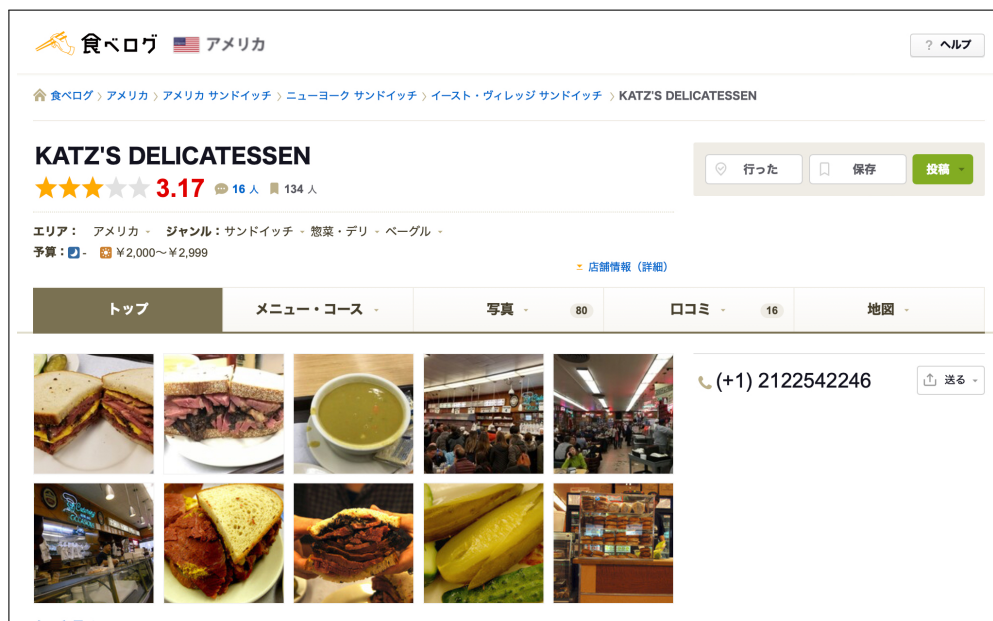 食べログ アメリカ
? ヘルプ
食べログ 〉 アメリカ 〉 アメリカ サンドイッチ 〉 ニューヨーク サンドイッチ 〉 イースト・ヴィレッジ サンドイッチ 〉 KATZ'S DELICATESSEN
KATZ'S DELICATESSEN
3.17 16 人 134 人
行った
保存
投稿
エリア： アメリカ ジャンル：サンドイッチ 惣菜・デリ ベーグル
予算： - ￥2,000～￥2,999
店舗情報（詳細）
トップ
メニュー・コース
写真 80
口コミ 16
地図
(+1) 2122542246
送る